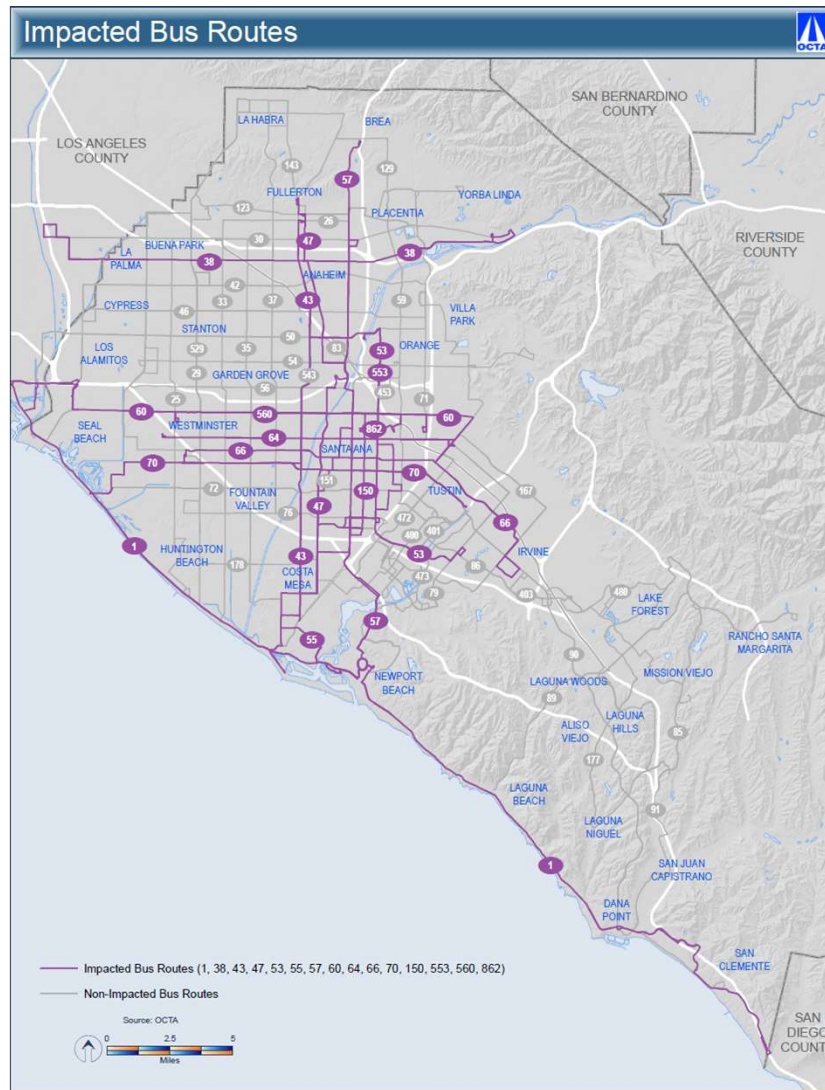 Impacted Bus Routes
OCTA
SAN BERNARDINO
COUNTY
LA HABRA
BREA
LOS ANGELES
COUNTY
143
129
57
FULLERTON
YORBA LINDA
123
PLACENTIA
26
RIVERSIDE
COUNTY
30
47
BUENA PARK
LA
PALMA
38
38
ANAHEIM
42
33
37
43
59
CYPRESS
46
VILLA
PARK
STANTON
50
LOS
ALAMITOS
529
35
83
53
ORANGE
54
29
GARDEN GROVE
543
553
56
453
25
71
60
560
60
SEAL
BEACH
WESTMINSTER
64
862
66
SANTA ANA
70
70
72
FOUNTAIN
VALLEY
151
150
TUSTIN
167
76
47
472
401
400
66
1
HUNTINGTON
BEACH
43
53
IRVINE
178
COSTA
MESA
473
86
79
403
480
LAKE
FOREST
57
55
RANCHO SANTA
MARGARITA
90
NEWPORT
BEACH
LAGUNA WOODS
MISSION VIEJO
89
ALISO
VIEJO
LAGUNA
HILLS
85
177
LAGUNA
BEACH
91
LAGUNA
NIGUEL
1
SAN JUAN
CAPISTRANO
DANA
POINT
SAN
CLEMENTE
Impacted Bus Routes (1, 38, 43, 47, 53, 55, 57, 60, 64, 66, 70, 150, 553, 560, 862)
Non-Impacted Bus Routes
Source: OCTA
0 2.5 5
Miles
SAN
DIEGO
COUNT